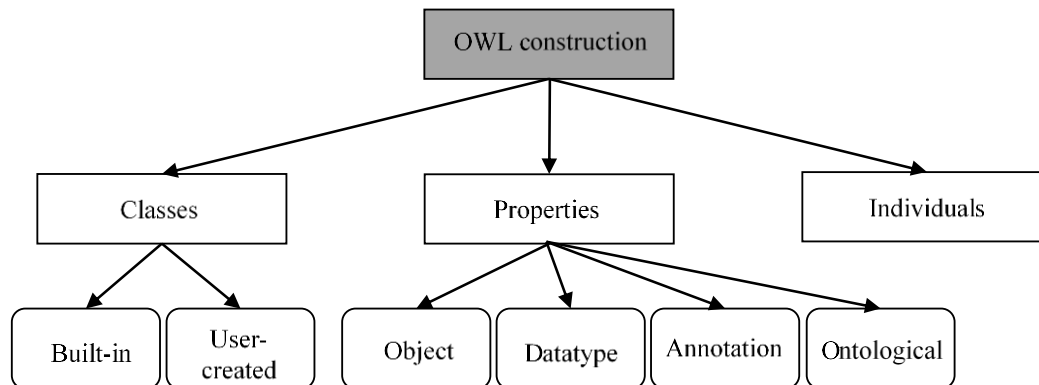 OWL construction
Classes
Properties
Individuals
Built-in
User-
created
Object
Datatype
Annotation
Ontological